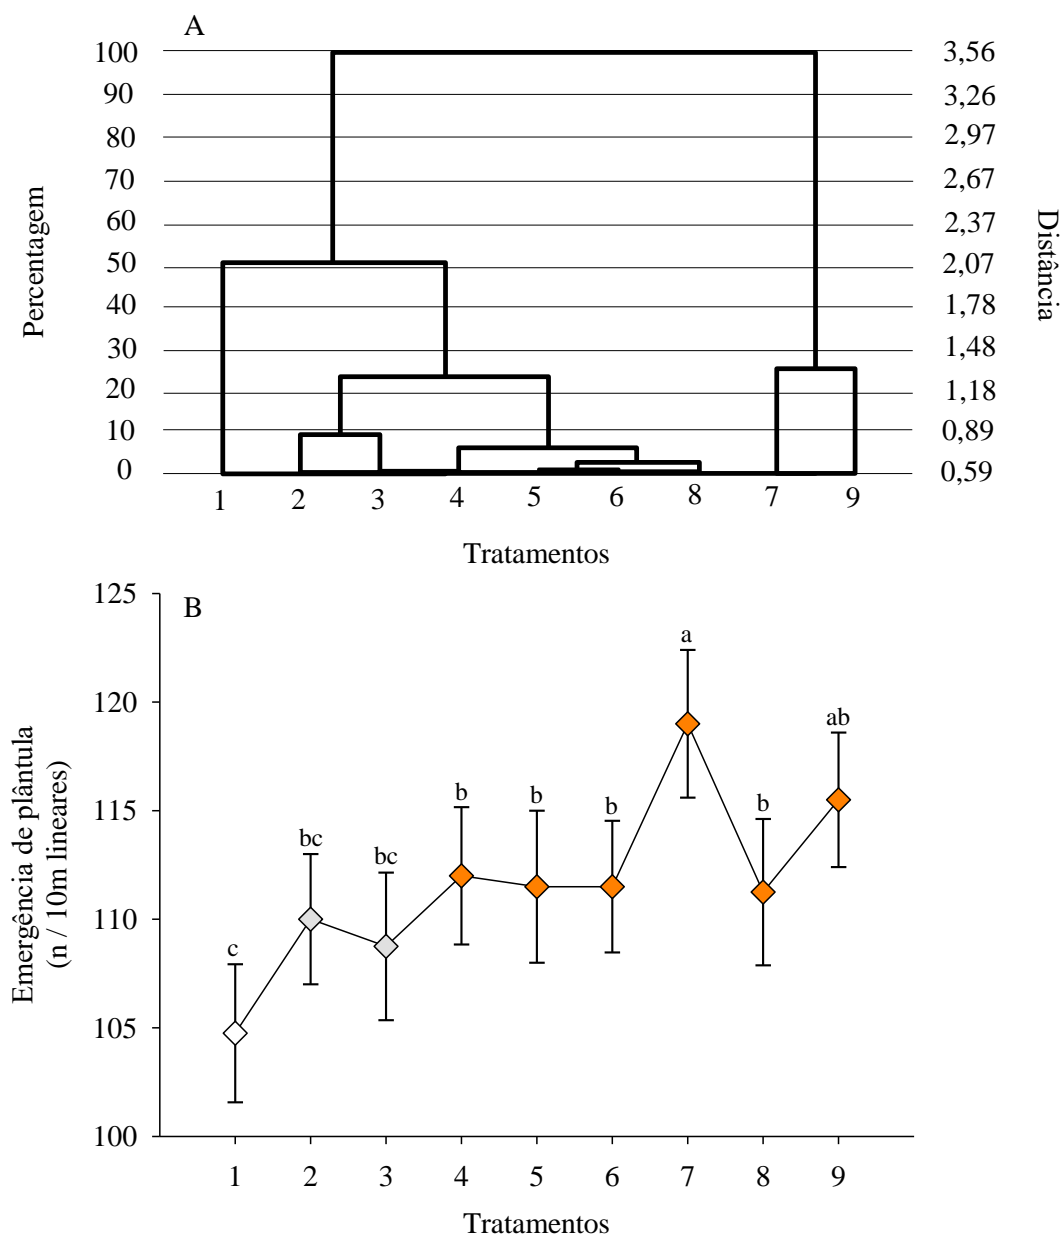 A
100 3,56
90 3,26
80 2,97
70 2,67
60 2,37
50 2,07
40 1,78
30 1,48
20 1,18
10 0,89
0 0,59
Percentagem
Distância
1 2 3 4 5 6 8 7 9
Tratamentos
B
125
120
115
110
105
100
Emergência de plântula
(n / 10m lineares)
c bc bc b b b a b ab
1 2 3 4 5 6 7 8 9
Tratamentos